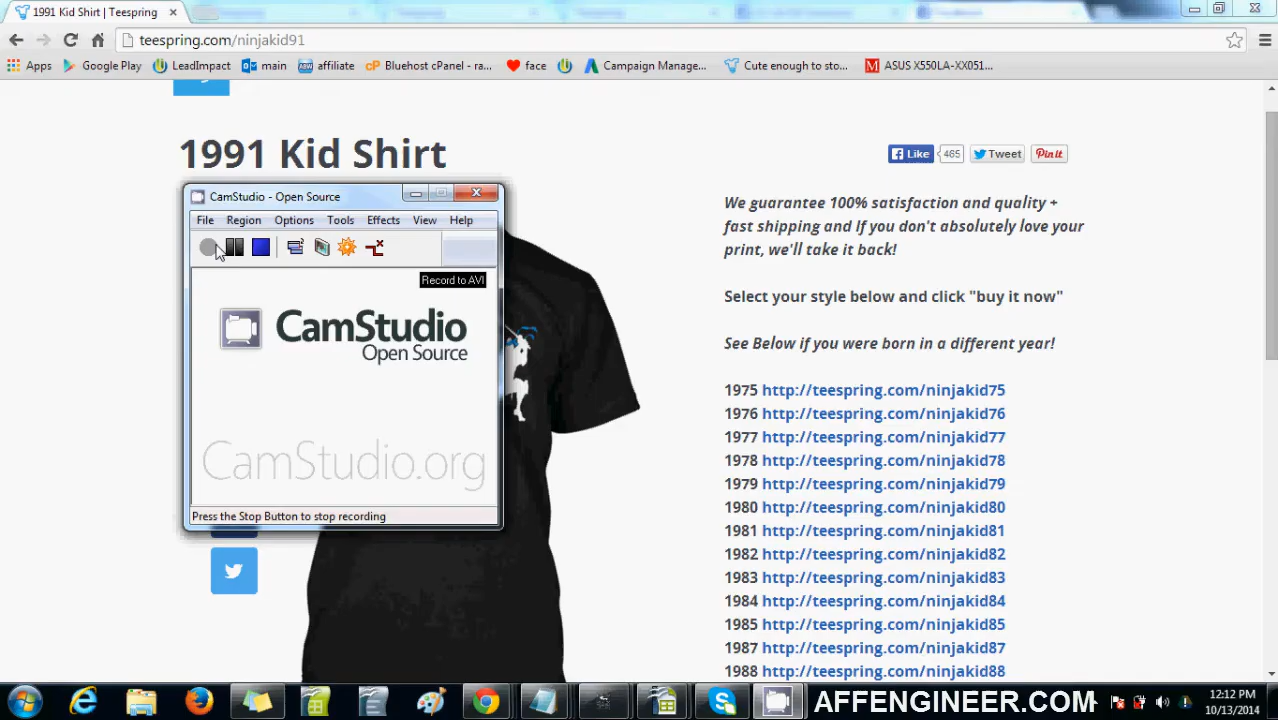 1991 Kid Shirt | Teespring
teespring.com/ninjakid91
Apps Google Play LeadImpact main affiliate Bluehost cPanel - ra... face Campaign Manage... Cute enough to sto... ASUS X550LA-XX051...
1991 Kid Shirt
Like 465 Tweet Pin it
CamStudio - Open Source
File Region Options Tools Effects View Help
Record to AVI
CamStudio
Open Source
CamStudio.org
Press the Stop Button to stop recording
We guarantee 100% satisfaction and quality +
fast shipping and If you don't absolutely love your
print, we'll take it back!
Select your style below and click "buy it now"
See Below if you were born in a different year!
1975 http://teespring.com/ninjakid75
1976 http://teespring.com/ninjakid76
1977 http://teespring.com/ninjakid77
1978 http://teespring.com/ninjakid78
1979 http://teespring.com/ninjakid79
1980 http://teespring.com/ninjakid80
1981 http://teespring.com/ninjakid81
1982 http://teespring.com/ninjakid82
1983 http://teespring.com/ninjakid83
1984 http://teespring.com/ninjakid84
1985 http://teespring.com/ninjakid85
1987 http://teespring.com/ninjakid87
1988 http://teespring.com/ninjakid88
AFFENGINEER.COM
12:12 PM
10/13/2014